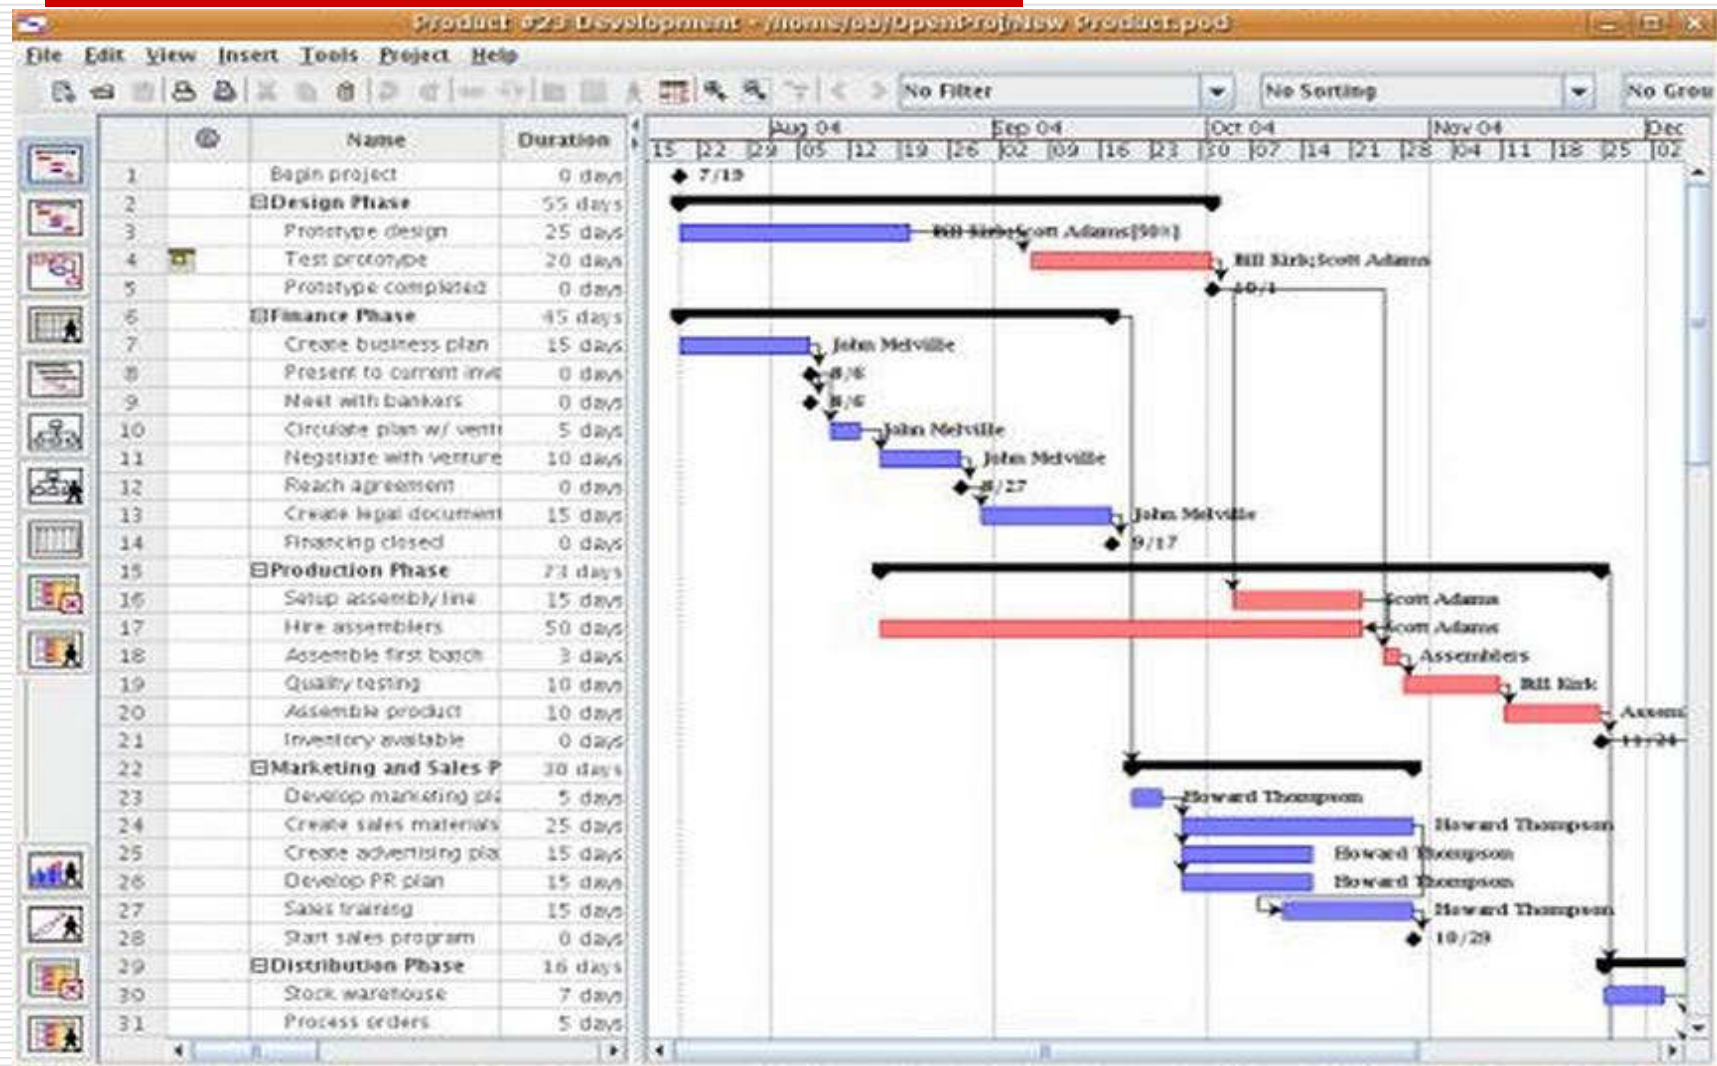 Product #23 Development - /home/ob/OpenProj/New Product.pod
File Edit View Insert Tools Project Help
No Filter No Sorting No Grou
Name Duration
Aug 04 Sep 04 Oct 04 Nov 04 Dec
15 22 29 05 12 19 26 02 09 16 23 30 07 14 21 28 04 11 18 25 02
1 Begin project 0 days 7/19
2 Design Phase 55 days
3 Prototype design 25 days Bill Kirk;Scott Adams[50%]
4 Test prototype 20 days Bill Kirk;Scott Adams
5 Prototype completed 0 days 10/1
6 Finance Phase 45 days
7 Create business plan 15 days John Melville
8 Present to current inve 0 days 8/6
9 Meet with bankers 0 days 8/6
10 Circulate plan w/ ventu 5 days John Melville
11 Negotiate with venture 10 days John Melville
12 Reach agreement 0 days 8/27
13 Create legal document 15 days John Melville
14 Financing closed 0 days 9/17
15 Production Phase 73 days
16 Setup assembly line 15 days Scott Adams
17 Hire assemblers 50 days Scott Adams
18 Assemble first batch 3 days Assemblers
19 Quality testing 10 days Bill Kirk
20 Assemble product 10 days Assem
21 Inventory available 0 days
22 Marketing and Sales P 30 days
23 Develop marketing pla 5 days Howard Thompson
24 Create sales materials 25 days Howard Thompson
25 Create advertising pla 15 days Howard Thompson
26 Develop PR plan 15 days Howard Thompson
27 Sales training 15 days Howard Thompson
28 Start sales program 0 days 10/29
29 Distribution Phase 16 days
30 Stock warehouse 7 days
31 Process orders 5 days